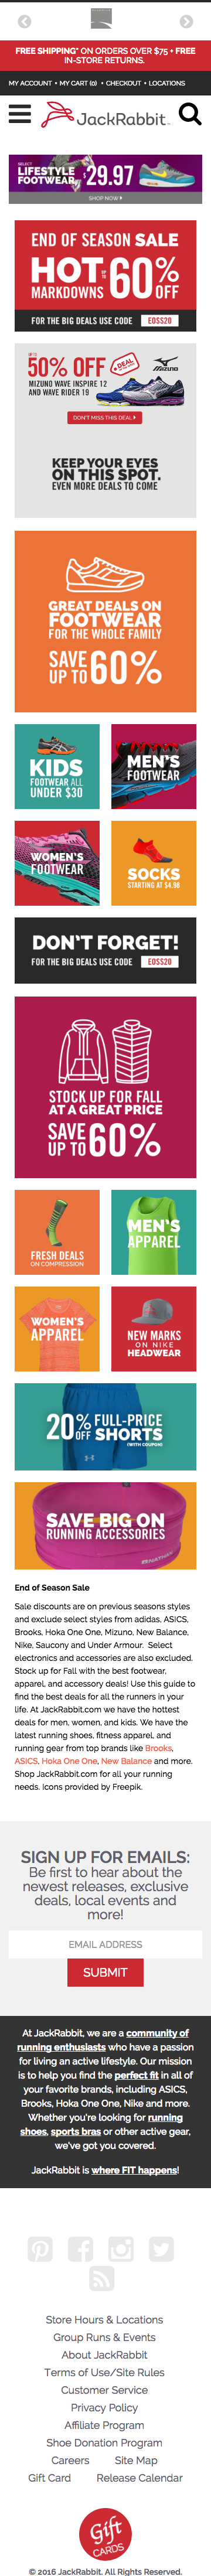 FREE SHIPPING* ON ORDERS OVER $75 + FREE
IN-STORE RETURNS.
MY ACCOUNT • MY CART (0) • CHECKOUT • LOCATIONS
JackRabbit
SELECT
LIFESTYLE
FOOTWEAR
$29.97
SHOP NOW
END OF SEASON SALE
HOT UP TO 60%
MARKDOWNS OFF
FOR THE BIG DEALS USE CODE EOSS20
UP TO
50% OFF
DEAL
MIZUNO
MIZUNO WAVE INSPIRE 12
AND WAVE RIDER 19
DON'T MISS THIS DEAL
KEEP YOUR EYES
ON THIS SPOT.
EVEN MORE DEALS TO COME
GREAT DEALS ON
FOOTWEAR
FOR THE WHOLE FAMILY
SAVE
UP TO 60%
KIDS
FOOTWEAR ALL
UNDER $30
MEN'S
FOOTWEAR
WOMEN'S
FOOTWEAR
SOCKS
STARTING AT $4.98
DON'T FORGET!
FOR THE BIG DEALS USE CODE EOSS20
STOCK UP FOR FALL
AT A GREAT PRICE
SAVE
UP TO 60%
FRESH DEALS
ON COMPRESSION
MEN'S
APPAREL
WOMEN'S
APPAREL
NEW MARKS
ON NIKE
HEADWEAR
20% OFF FULL-PRICE
SHORTS
(WITH COUPON)
SAVE BIG ON
RUNNING ACCESSORIES
End of Season Sale
Sale discounts are on previous seasons styles
and exclude select styles from adidas, ASICS,
Brooks, Hoka One One, Mizuno, New Balance,
Nike, Saucony and Under Armour. Select
electronics and accessories are also excluded.
Stock up for Fall with the best footwear,
apparel, and accessory deals! Use this guide to
find the best deals for all the runners in your
life. At JackRabbit.com we have the hottest
deals for men, women, and kids. We have the
latest running shoes, fitness apparel, and
running gear from top brands like Brooks,
ASICS, Hoka One One, New Balance and more.
Shop JackRabbit.com for all your running
needs. Icons provided by Freepik.
SIGN UP FOR EMAILS:
Be first to hear about the
newest releases, exclusive
deals, local events and
more!
EMAIL ADDRESS
SUBMIT
At JackRabbit, we are a community of
running enthusiasts who have a passion
for living an active lifestyle. Our mission
is to help you find the perfect fit in all of
your favorite brands, including ASICS,
Brooks, Hoka One One, Nike and more.
Whether you're looking for running
shoes, sports bras or other active gear,
we've got you covered.
JackRabbit is where FIT happens!
Store Hours & Locations
Group Runs & Events
About JackRabbit
Terms of Use/Site Rules
Customer Service
Privacy Policy
Affiliate Program
Shoe Donation Program
Careers Site Map
Gift Card Release Calendar
Gift
CARDS
© 2016 JackRabbit. All Rights Reserved.